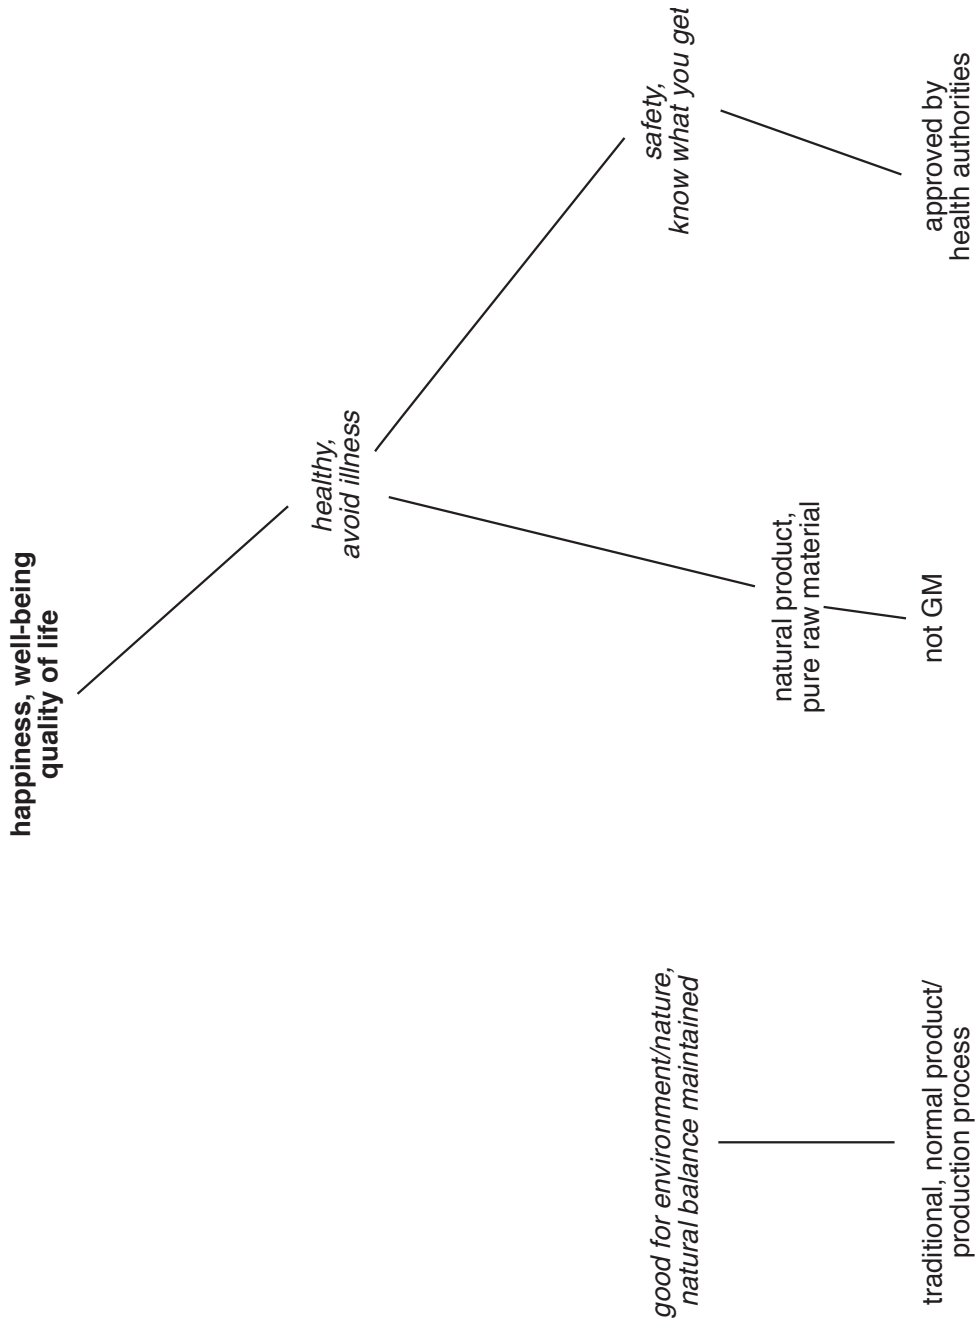 happiness, well-being
quality of life
healthy,
avoid illness
good for environment/nature,
natural balance maintained
safety,
know what you get
natural product,
pure raw material
traditional, normal product/
production process
not GM
approved by
health authorities